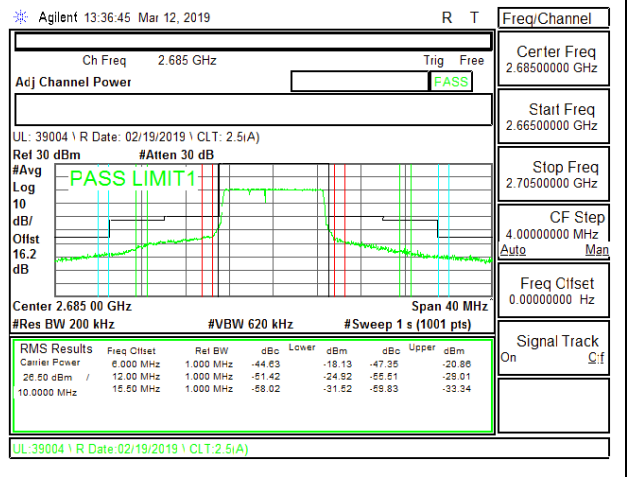 Agilent 13:36:45 Mar 12, 2019 R T
Freq/Channel
Ch Freq 2.685 GHz Trig Free
Adj Channel Power PASS
Center Freq
2.68500000 GHz
Start Freq
2.66500000 GHz
Stop Freq
2.70500000 GHz
CF Step
4.00000000 MHz
Auto Man
Freq Offset
0.00000000 Hz
Signal Track
On Off
UL: 39004 \ R Date: 02/19/2019 \ CLT: 2.5(A)
Ref 30 dBm #Atten 30 dB
#Avg
Log
10
dB/
Offst
16.2
dB
PASS LIMIT1
Center 2.685 00 GHz Span 40 MHz
#Res BW 200 kHz #VBW 620 kHz #Sweep 1 s (1001 pts)
RMS Results Freq Offset Ref BW dBc Lower dBm dBc Upper dBm
Carrier Power 6.000 MHz 1.000 MHz -44.63 -18.13 -47.35 -20.86
26.50 dBm / 12.00 MHz 1.000 MHz -51.42 -24.92 -55.51 -29.01
10.0000 MHz 15.50 MHz 1.000 MHz -58.02 -31.52 -59.83 -33.34
UL:39004 \ R Date:02/19/2019 \ CLT:2.5(A)